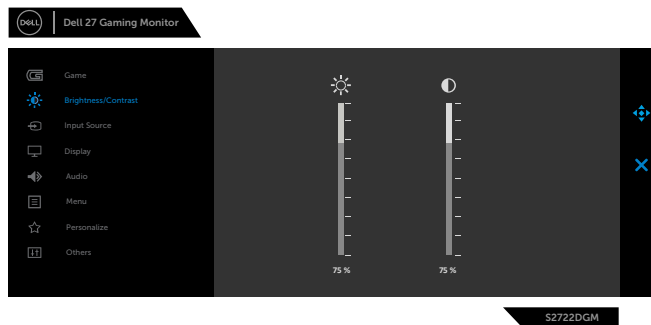 DELL
Dell 27 Gaming Monitor
Game
Brightness/Contrast
Input Source
Display
Audio
Menu
Personalize
Others
75 %
75 %
S2722DGM